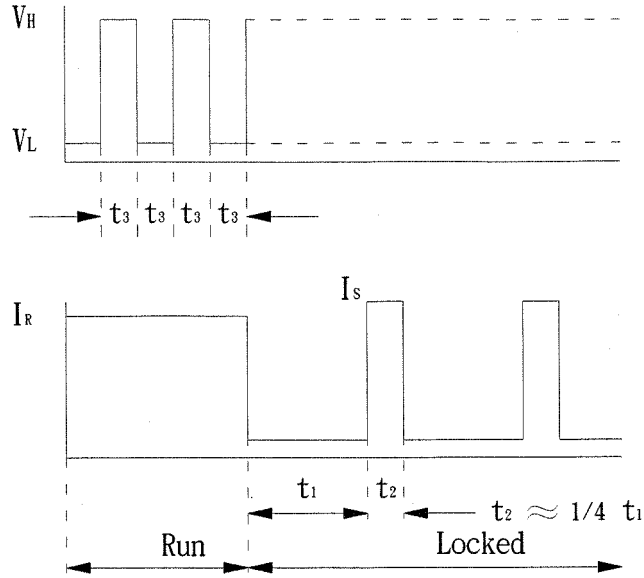 VH
VL
t3 t3 t3 t3
IS
IR
t1 t2 t2 ≈ 1/4 t1
Run Locked